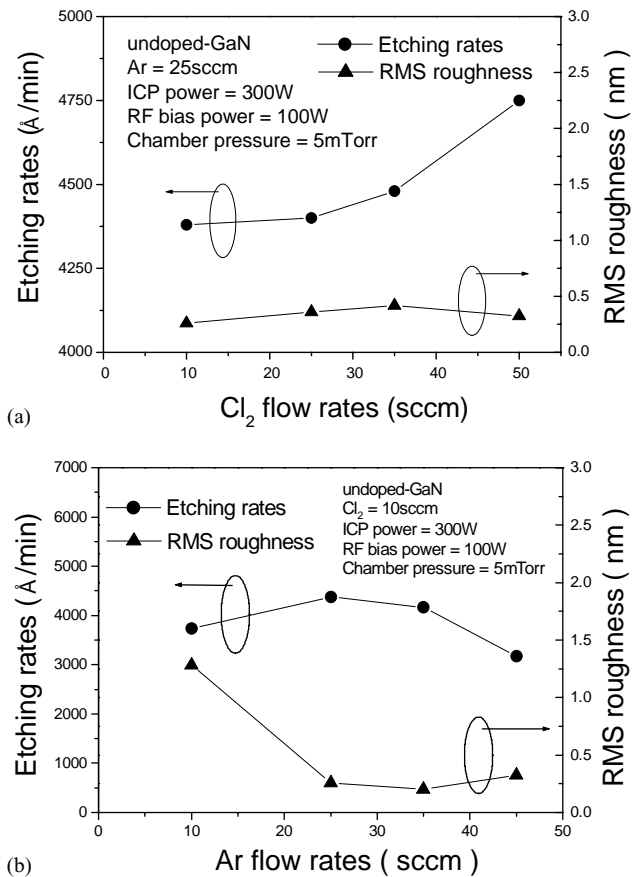 5000
4750
4500
4250
4000
Etching rates (Å/min)
undoped-GaN
Ar = 25sccm
ICP power = 300W
RF bias power = 100W
Chamber pressure = 5mTorr
Etching rates
RMS roughness
3.0
2.5
2.0
1.5
1.0
0.5
0.0
RMS roughness ( nm )
0 10 20 30 40 50
Cl2 flow rates (sccm)
(a)
7000
6000
5000
4000
3000
2000
1000
0
Etching rates ( Å/min)
Etching rates
RMS roughness
undoped-GaN
Cl2 = 10sccm
ICP power = 300W
RF bias power = 100W
Chamber pressure = 5mTorr
3.0
2.5
2.0
1.5
1.0
0.5
0.0
RMS roughness ( nm )
0 10 20 30 40 50
Ar flow rates ( sccm )
(b)